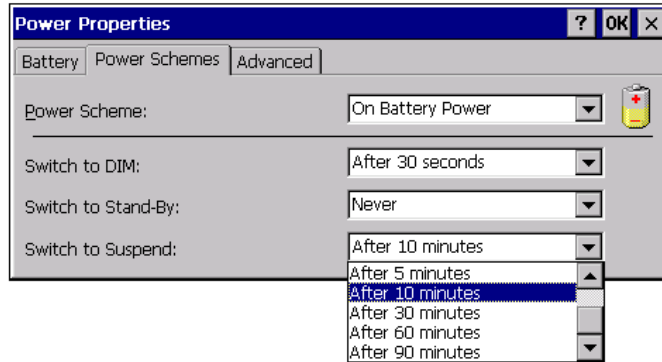 Power Properties ? OK ×
Battery Power Schemes Advanced
Power Scheme: On Battery Power
Switch to DIM: After 30 seconds
Switch to Stand-By: Never
Switch to Suspend: After 10 minutes
After 5 minutes
After 10 minutes
After 30 minutes
After 60 minutes
After 90 minutes